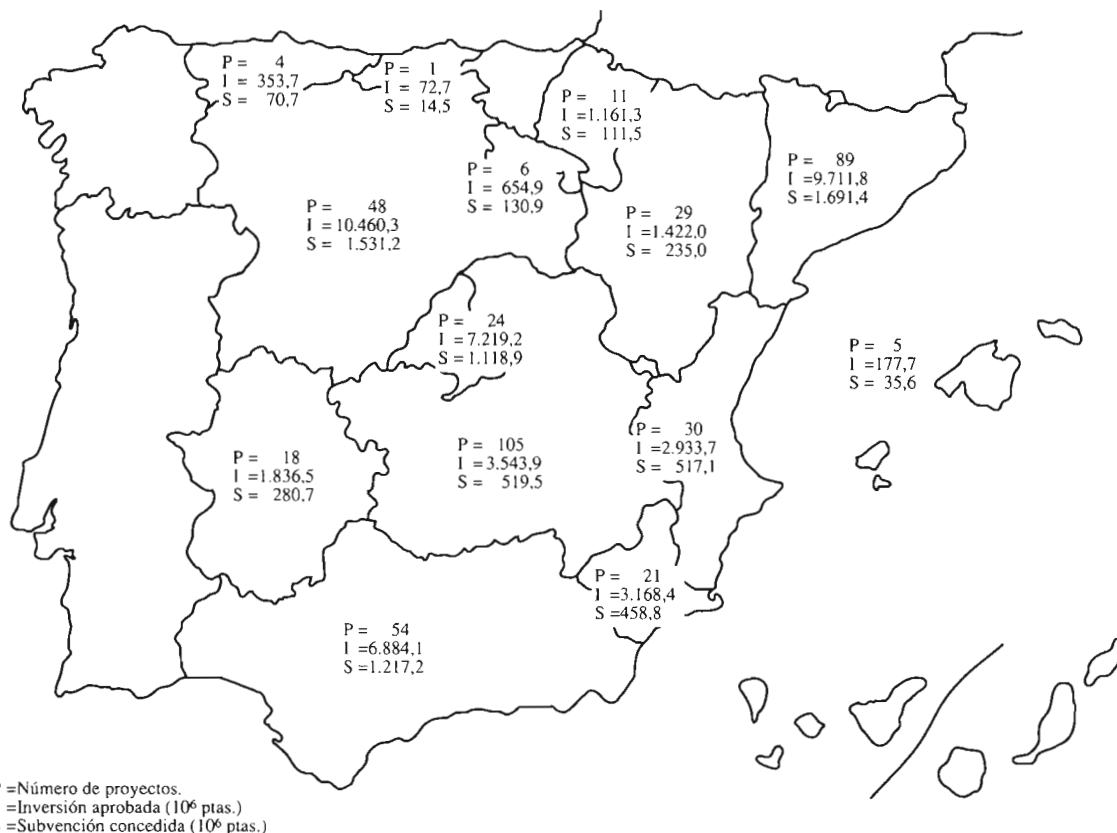 P = 4
I = 353,7
S = 70,7
P = 1
I = 72,7
S = 14,5
P = 11
I =1.161,3
S = 111,5
P = 89
I =9.711,8
S =1.691,4
P = 6
I = 654,9
S = 130,9
P = 48
I =10.460,3
S = 1.531,2
P = 29
I =1.422,0
S = 235,0
P = 24
I =7.219,2
S =1.118,9
P = 5
I =177,7
S = 35,6
P = 30
I =2.933,7
S = 517,1
P = 18
I =1.836,5
S = 280,7
P = 105
I =3.543,9
S = 519,5
P = 21
I =3.168,4
S =458,8
P = 54
I =6.884,1
S =1.217,2
=Número de proyectos.
=Inversión aprobada (10⁶ ptas.)
=Subvención concedida (10⁶ ptas.)